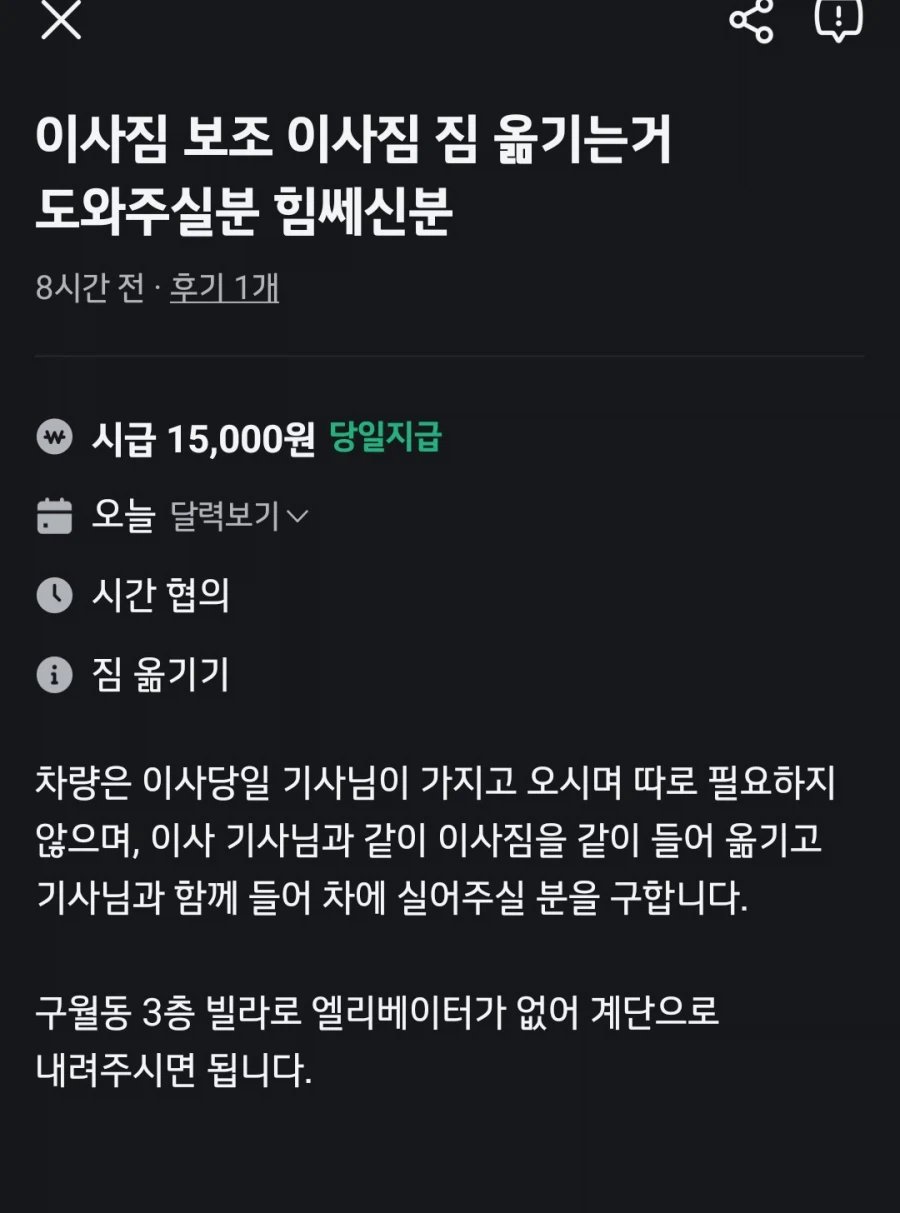 이사짐 보조 이사짐 짐 옮기는거
도와주실분 힘쎄신분
8시간 전 · 후기 1개
시급 15,000원 당일지급
오늘 달력보기
시간 협의
짐 옮기기
차량은 이사당일 기사님이 가지고 오시며 따로 필요하지
않으며, 이사 기사님과 같이 이사짐을 같이 들어 옮기고
기사님과 함께 들어 차에 실어주실 분을 구합니다.
구월동 3층 빌라로 엘리베이터가 없어 계단으로
내려주시면 됩니다.